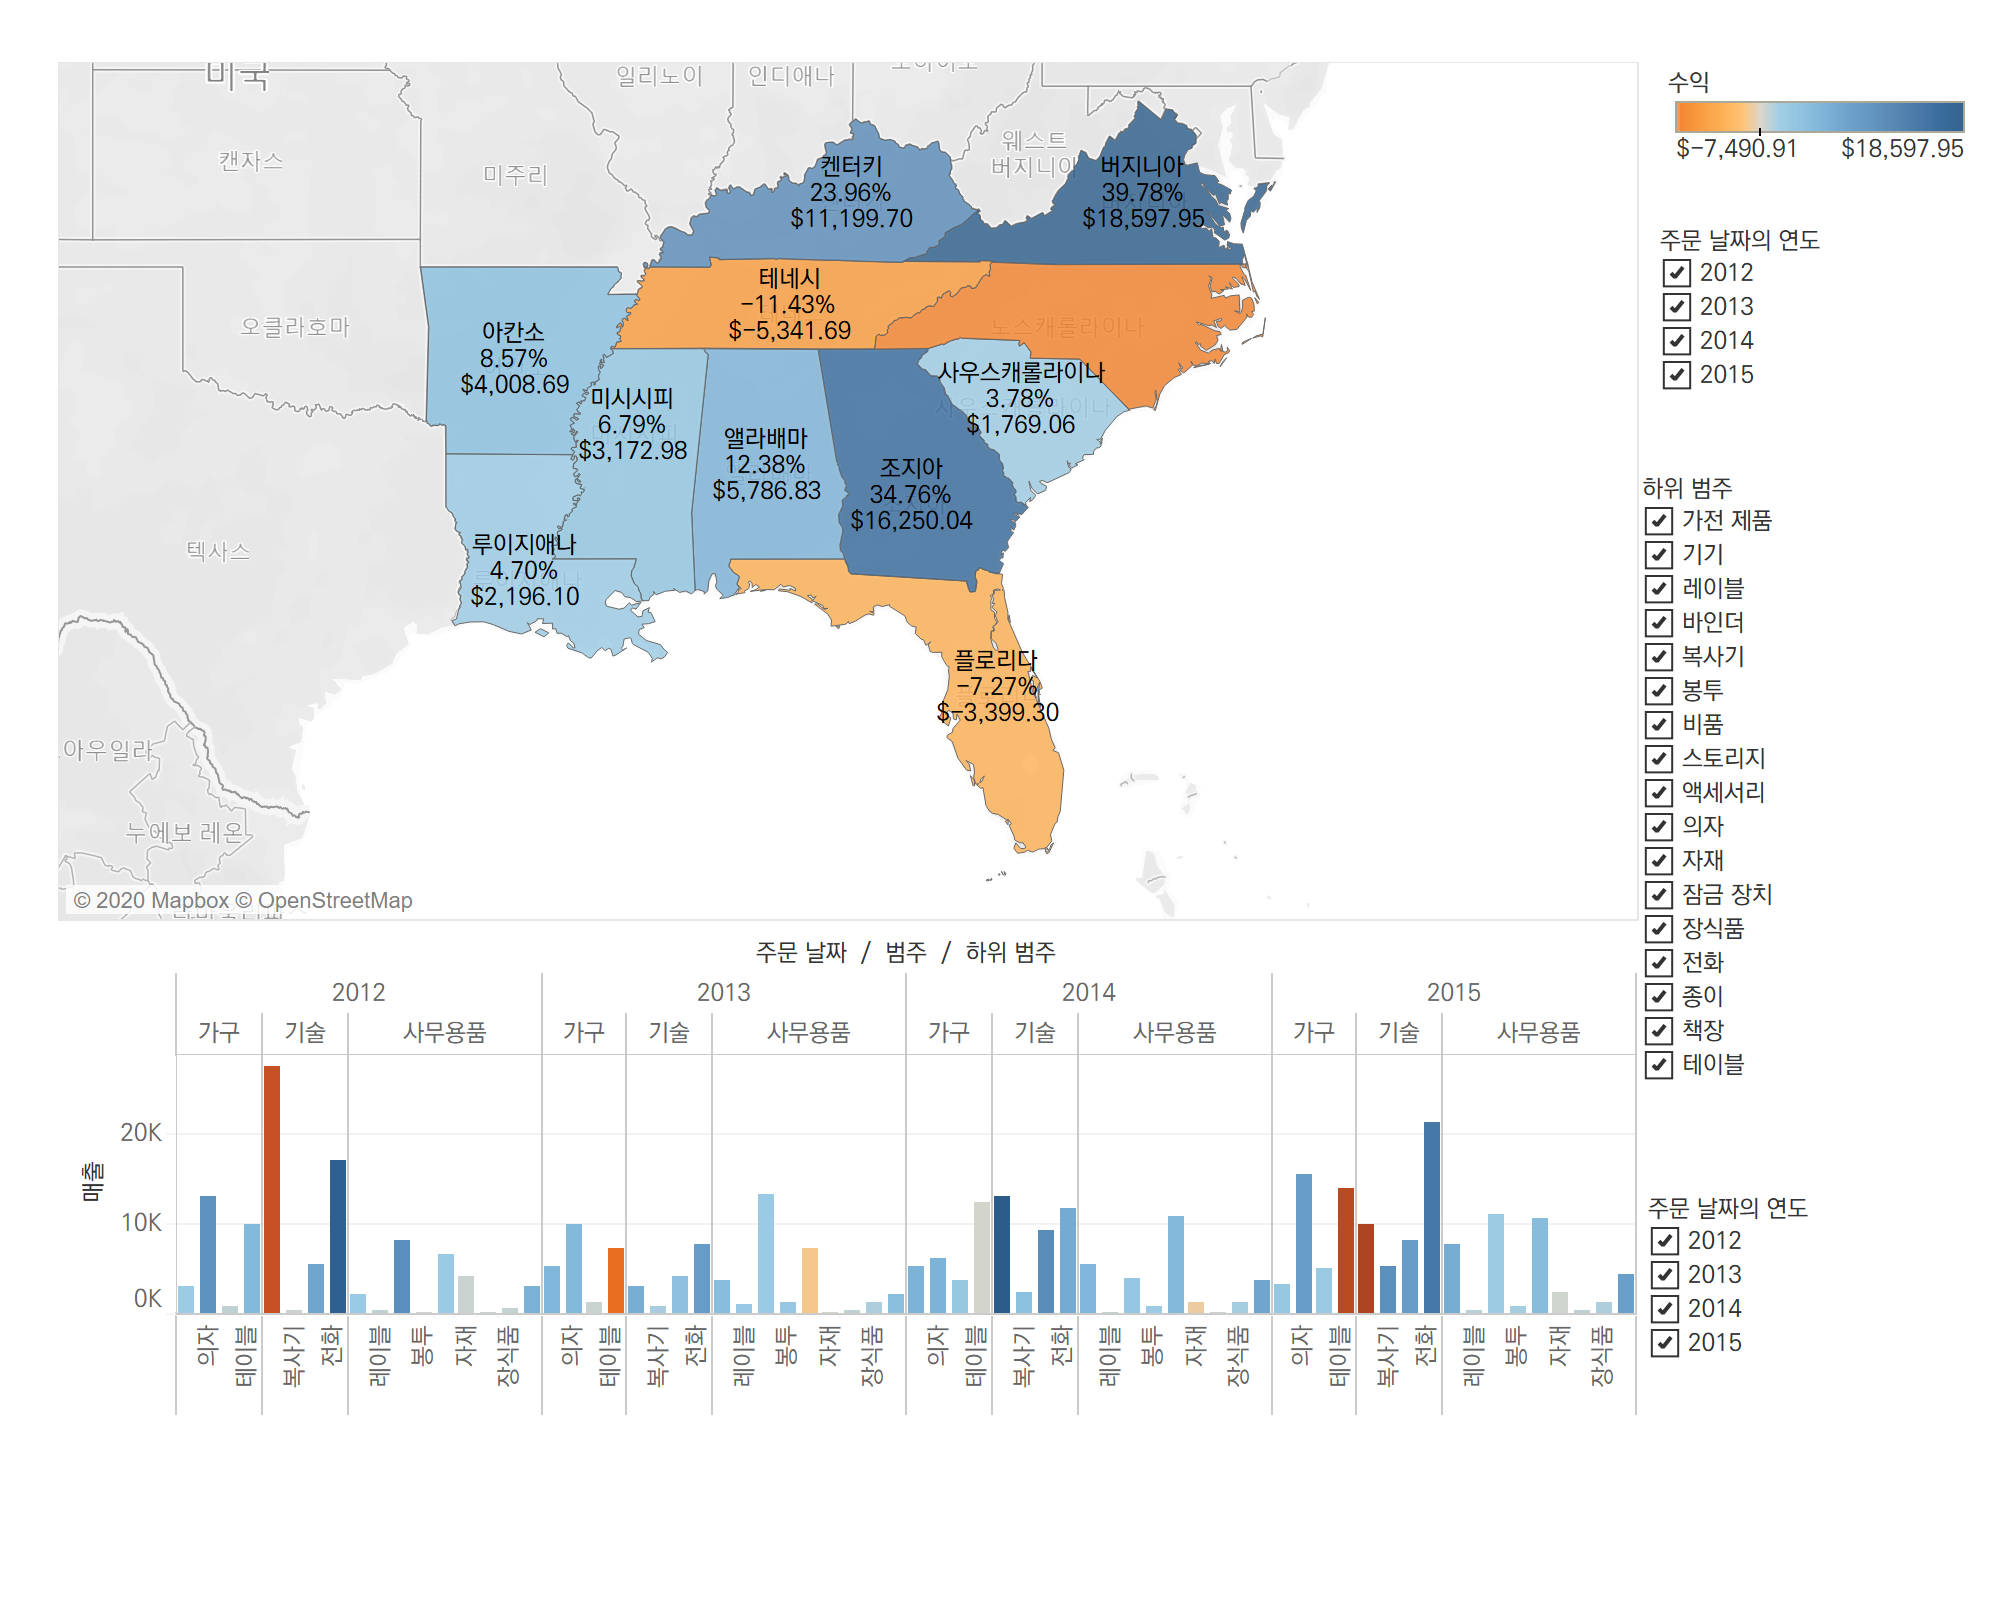 미국
일리노이
인디애나
오하이오
캔자스
미주리
웨스트
버지니아
켄터키
23.96%
$11,199.70
버지니아
39.78%
$18,597.95
오클라호마
테네시
-11.43%
$-5,341.69
노스캐롤라이나
아칸소
8.57%
$4,008.69
미시시피
6.79%
$3,172.98
앨라배마
12.38%
$5,786.83
조지아
34.76%
$16,250.04
사우스캐롤라이나
3.78%
$1,769.06
텍사스
루이지애나
4.70%
$2,196.10
플로리다
-7.27%
$-3,399.30
아우일라
누에보 레온
© 2020 Mapbox © OpenStreetMap
수익
$-7,490.91 $18,597.95
주문 날짜의 연도
2012
2013
2014
2015
하위 범주
가전 제품
기기
레이블
바인더
복사기
봉투
비품
스토리지
액세서리
의자
자재
잠금 장치
장식품
전화
종이
책장
테이블
주문 날짜 / 범주 / 하위 범주
2012 2013 2014 2015
가구 기술 사무용품 가구 기술 사무용품 가구 기술 사무용품 가구 기술 사무용품
매출
20K
10K
0K
의자 테이블 복사기 전화 레이블 봉투 자재 장식품 의자 테이블 복사기 전화 레이블 봉투 자재 장식품 의자 테이블 복사기 전화 레이블 봉투 자재 장식품 의자 테이블 복사기 전화 레이블 봉투 자재 장식품
주문 날짜의 연도
2012
2013
2014
2015